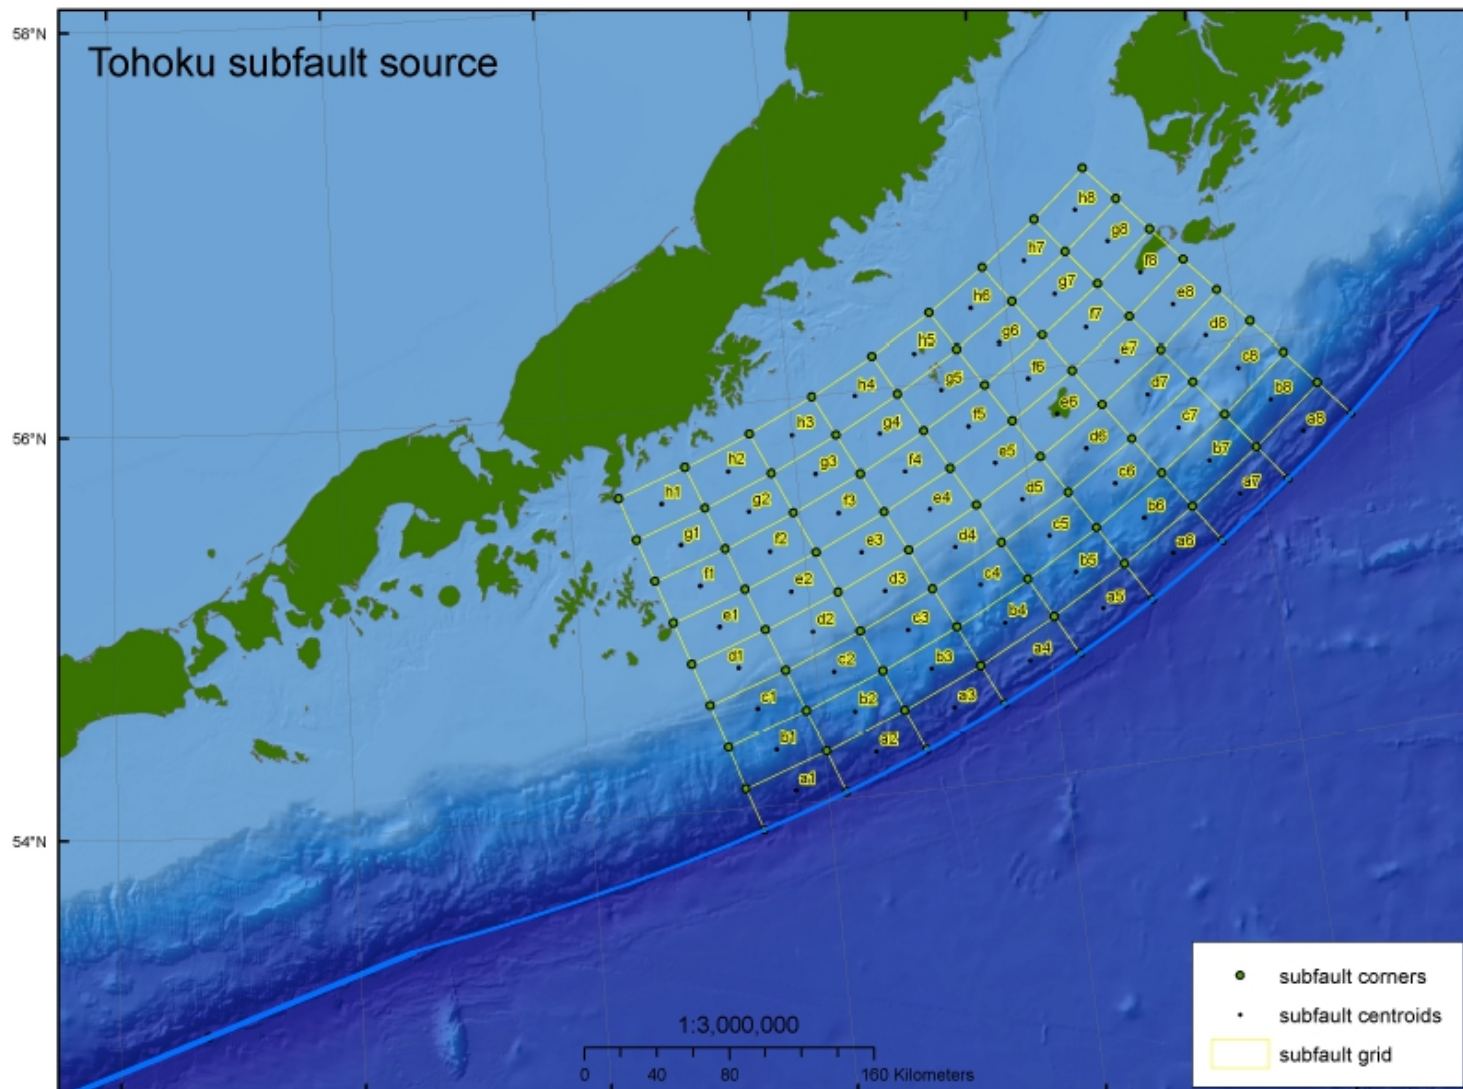 58°N
Tohoku subfault source
h8
g8
h7
f8
g7
h6
e8
f7
d8
g6
h5
e7
c8
f6
g5
d7
b8
h4
e6
c7
a8
f5
h3
g4
56°N
d6
b7
e5
h2
g3
f4
c6
a7
d5
h1
g2
f3
e4
b6
c5
g1
f2
e3
d4
a6
b5
f1
e2
d3
c4
a5
e1
d2
c3
b4
d1
c2
b3
a4
c1
b2
a3
b1
a2
a1
54°N
subfault corners
subfault centroids
subfault grid
1:3,000,000
0 40 80 160 Kilometers